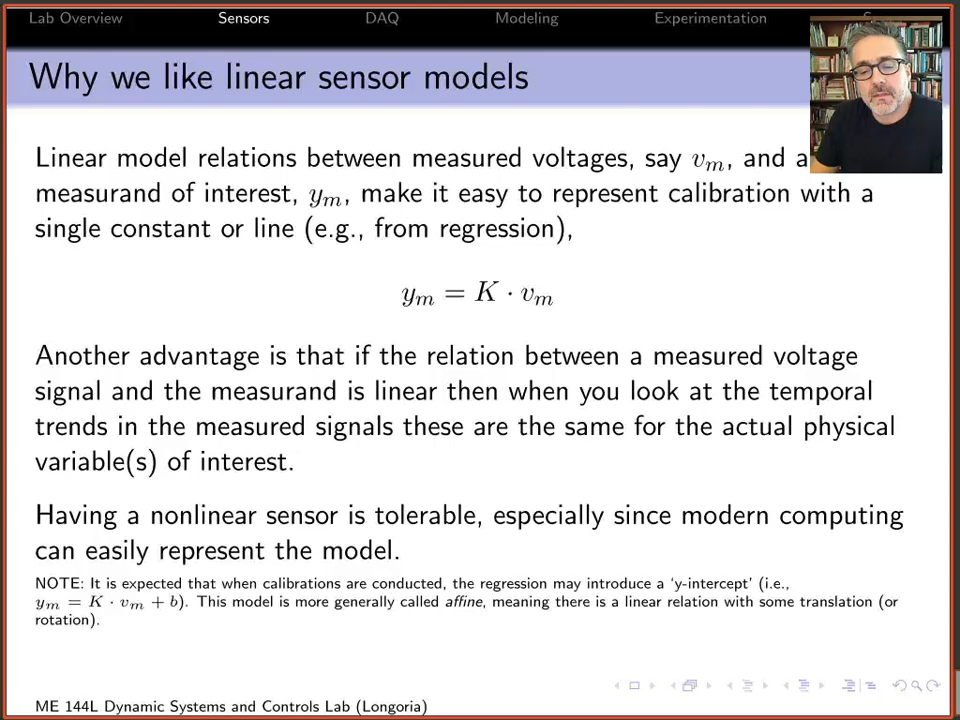 Lab Overview Sensors DAQ Modeling Experimentation
Why we like linear sensor models
Linear model relations between measured voltages, say vₘ, and a
measurand of interest, yₘ, make it easy to represent calibration with a
single constant or line (e.g., from regression),
yₘ = K · vₘ
Another advantage is that if the relation between a measured voltage
signal and the measurand is linear then when you look at the temporal
trends in the measured signals these are the same for the actual physical
variable(s) of interest.
Having a nonlinear sensor is tolerable, especially since modern computing
can easily represent the model.
NOTE: It is expected that when calibrations are conducted, the regression may introduce a ‘y-intercept’ (i.e.,
yₘ = K · vₘ + b). This model is more generally called affine, meaning there is a linear relation with some translation (or
rotation).
ME 144L Dynamic Systems and Controls Lab (Longoria)